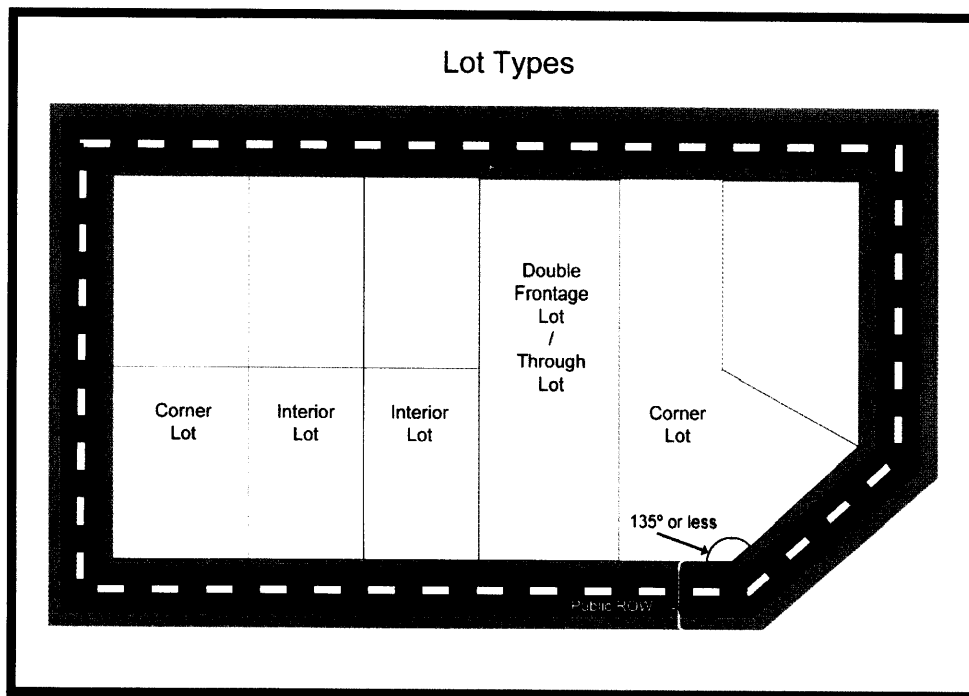 Lot Types
Double
Frontage
Lot
/
Through
Lot
Corner
Lot
Interior
Lot
Interior
Lot
Corner
Lot
135º or less
Public ROW